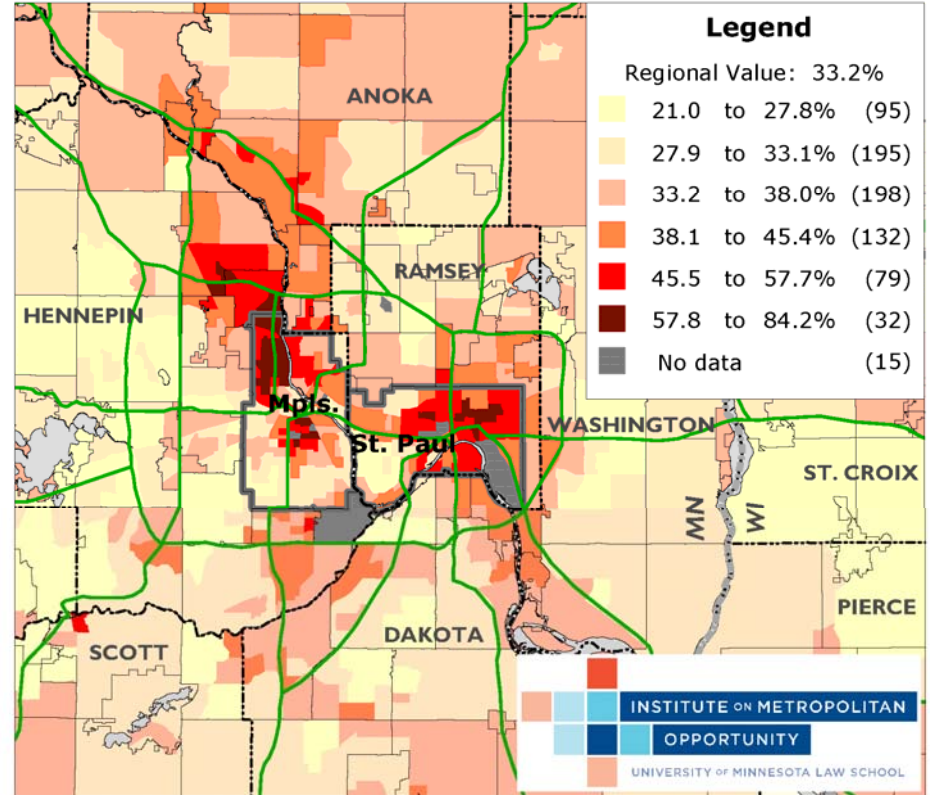 Legend
Regional Value: 33.2%
21.0 to 27.8% (95)
27.9 to 33.1% (195)
33.2 to 38.0% (198)
38.1 to 45.4% (132)
45.5 to 57.7% (79)
57.8 to 84.2% (32)
No data (15)
ANOKA
RAMSEY
HENNEPIN
Mpls.
St. Paul
WASHINGTON
ST. CROIX
MN
WI
PIERCE
DAKOTA
SCOTT
INSTITUTE ON METROPOLITAN
OPPORTUNITY
UNIVERSITY OF MINNESOTA LAW SCHOOL